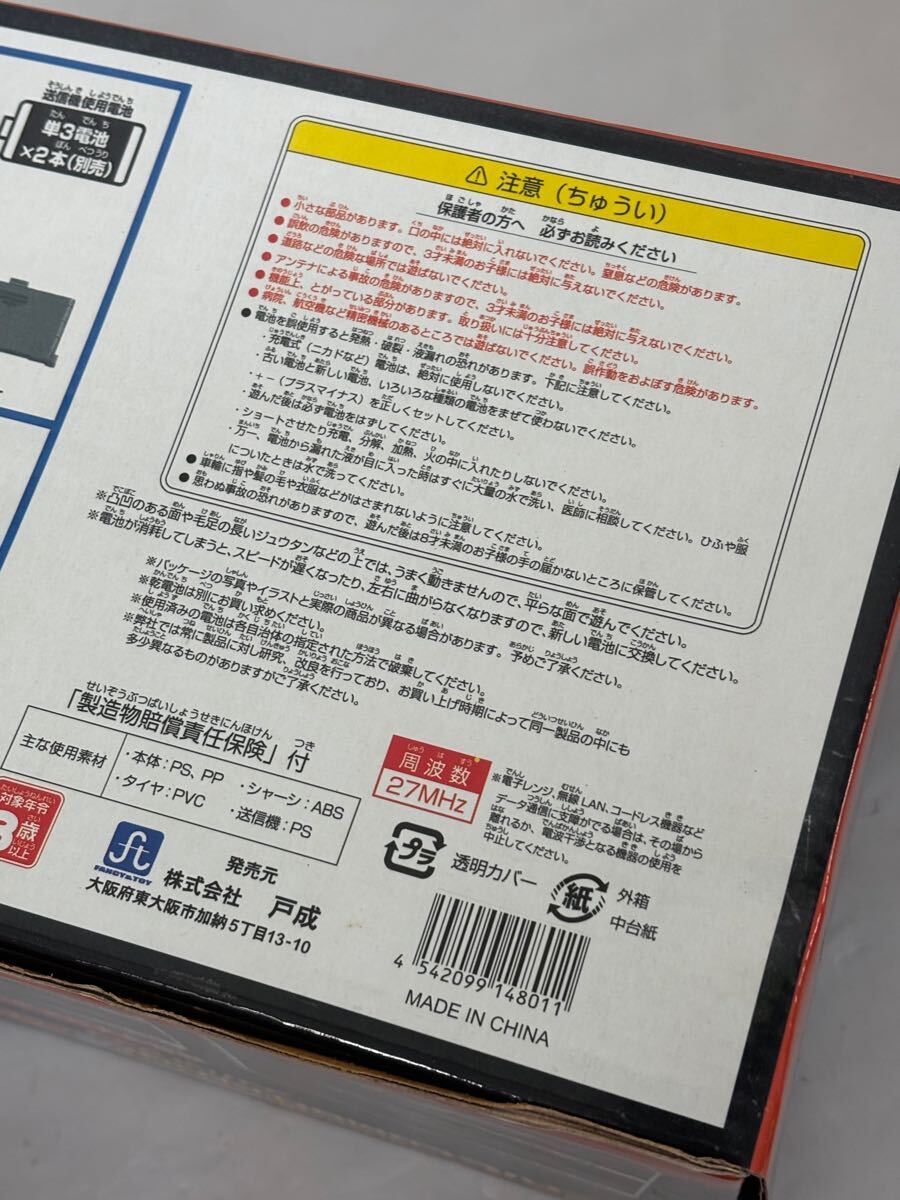 送信機使用電池
単3電池
×2本(別売)
⚠ 注意（ちゅうい）
保護者の方へ 必ずお読みください
●小さな部品があります。口の中には絶対に入れないでください。窒息などの危険があります。
●誤飲の危険がありますので、3才未満のお子様には絶対に与えないでください。
●道路などの危険な場所では遊ばないでください。
●アンテナによる事故の危険がありますので、3才未満のお子様には絶対に与えないでください。
●機能上、とがっている部分があります。取り扱いには十分注意してください。
●病院、航空機など精密機械のあるところでは遊ばないでください。誤作動をおよぼす危険があります。
●電池を誤使用すると発熱・破裂・液漏れの恐れがあります。下記に注意してください。
・充電式（ニカドなど）電池は、絶対に使用しないでください。
古い電池と新しい電池、いろいろな種類の電池をまぜて使わないでください。
・＋－（プラスマイナス）を正しくセットしてください。
・遊んだ後は必ず電池をはずしてください。
・ショートさせたり充電、分解、加熱、火の中に入れたりしないでください。
・万一、電池から漏れた液が目に入った時はすぐに大量の水で洗い、医師に相談してください。ひふや服
についたときは水で洗ってください。
●車輪に指や髪の毛や衣服などがはさまれないように注意してください。
●思わぬ事故の恐れがありますので、遊んだ後は8才未満のお子様の手の届かないところに保管してください。
※凸凹のある面や毛足の長いジュウタンなどの上では、うまく動きませんので、平らな面で遊んでください。
※電池が消耗してしまうと、スピードが遅くなったり、左右に曲がらなくなりますので、新しい電池に交換してください。
※パッケージの写真やイラストと実際の商品が異なる場合があります。予めご了承ください。
※乾電池は別にお買い求めください。
※使用済みの電池は各自治体の指定された方法で破棄してください。
※弊社では常に製品に対し研究、改良を行っており、お買い上げ時期によって同一製品の中にも
多少異なるものがありますがご了承ください。
「製造物賠償責任保険」付
主な使用素材
・本体：PS、PP ・シャーシ：ABS
・タイヤ：PVC ・送信機：PS
対象年令
歳
以上
ft
FANCY&TOY
発売元
株式会社 戸成
大阪府東大阪市加納5丁目13-10
周波数
27MHz
※電子レンジ、無線LAN、コードレス機器など
データ通信に支障がでる場合は、その場から
離れるか、電波干渉となる機器の使用を
中止してください。
プラ
透明カバー
紙
外箱
中台紙
4 542099 148011
MADE IN CHINA